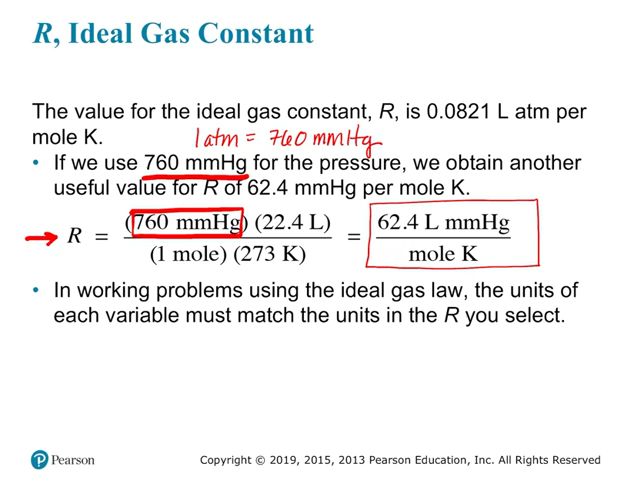 R, Ideal Gas Constant
The value for the ideal gas constant, R, is 0.0821 L atm per
mole K.
1 atm = 760 mmHg
• If we use 760 mmHg for the pressure, we obtain another
useful value for R of 62.4 mmHg per mole K.
R = (760 mmHg) (22.4 L) / (1 mole) (273 K) = 62.4 L mmHg / mole K
• In working problems using the ideal gas law, the units of
each variable must match the units in the R you select.
Pearson
Copyright © 2019, 2015, 2013 Pearson Education, Inc. All Rights Reserved